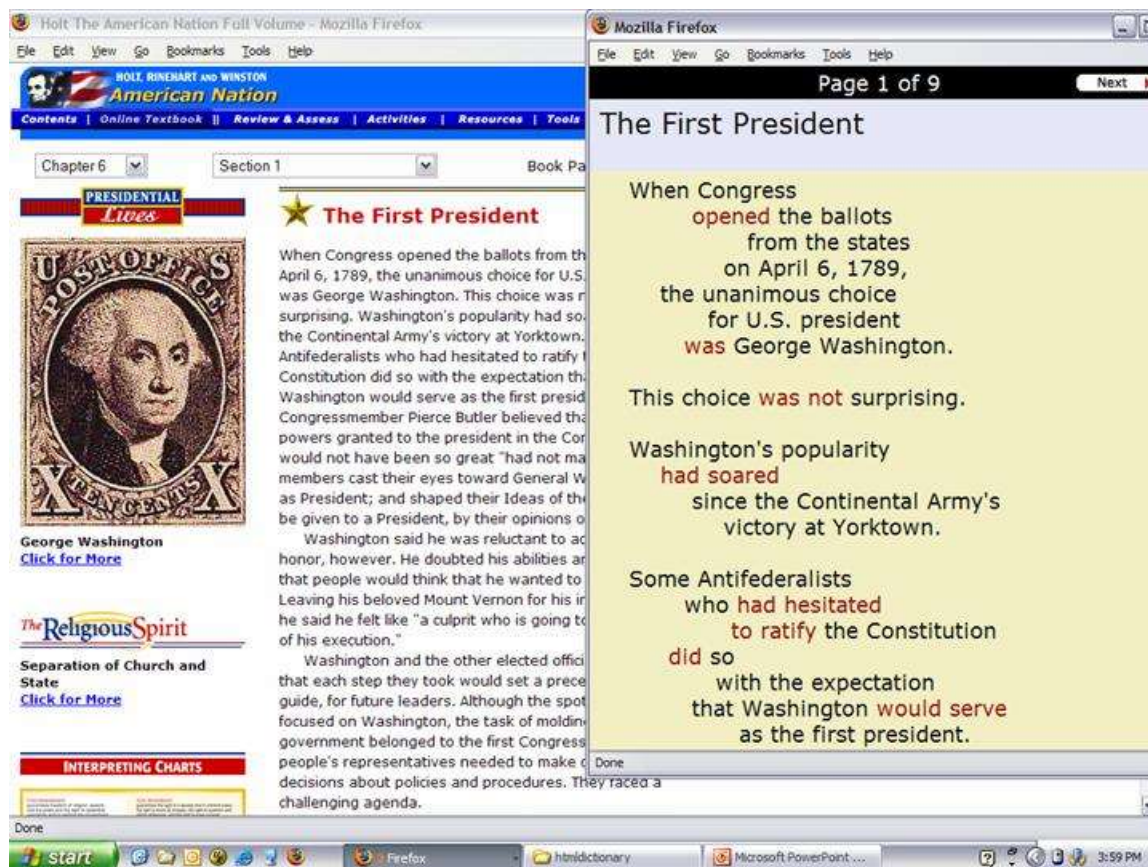 Holt The American Nation Full Volume - Mozilla Firefox
File Edit View Go Bookmarks Tools Help
HOLT, RINEHART AND WINSTON
American Nation
Contents | Online Textbook || Review & Assess | Activities | Resources | Tools
Chapter 6 Section 1 Book Pa
PRESIDENTIAL
Lives
U.S. POST OFFICE
X X
TEN CENTS
George Washington
Click for More
The Religious Spirit
Separation of Church and
State
Click for More
INTERPRETING CHARTS
The First President
When Congress opened the ballots from th
April 6, 1789, the unanimous choice for U.S.
was George Washington. This choice was n
surprising. Washington's popularity had so
the Continental Army's victory at Yorktown.
Antifederalists who had hesitated to ratify
Constitution did so with the expectation tha
Washington would serve as the first presid
Congressmember Pierce Butler believed tha
powers granted to the president in the Con
would not have been so great "had not ma
members cast their eyes toward General W
as President; and shaped their Ideas of the
be given to a President, by their opinions o
Washington said he was reluctant to ac
honor, however. He doubted his abilities an
that people would think that he wanted to
Leaving his beloved Mount Vernon for his in
he said he felt like "a culprit who is going to
of his execution."
Washington and the other elected offici
that each step they took would set a prece
guide, for future leaders. Although the spot
focused on Washington, the task of molding
government belonged to the first Congress
people's representatives needed to make
decisions about policies and procedures. They faced a
challenging agenda.
Done
Mozilla Firefox
File Edit View Go Bookmarks Tools Help
Page 1 of 9 Next
The First President
When Congress
opened the ballots
from the states
on April 6, 1789,
the unanimous choice
for U.S. president
was George Washington.
This choice was not surprising.
Washington's popularity
had soared
since the Continental Army's
victory at Yorktown.
Some Antifederalists
who had hesitated
to ratify the Constitution
did so
with the expectation
that Washington would serve
as the first president.
Done
start Firefox htmldictionary Microsoft PowerPoint ... 3:59 PM